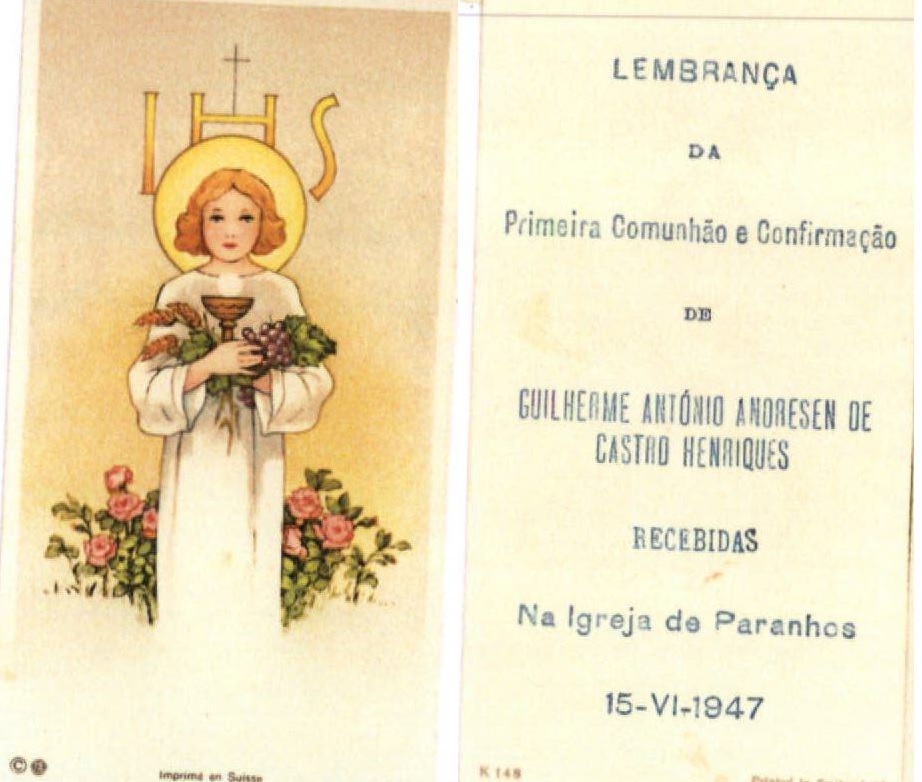 IHS
© 
Imprimé en Suisse
LEMBRANÇA
DA
Primeira Comunhão e Confirmação
DE
GUILHERME ANTÓNIO ANDRESEN DE
CASTRO HENRIQUES
RECEBIDAS
Na Igreja de Paranhos
15-VI-1947
K 149
Printed in